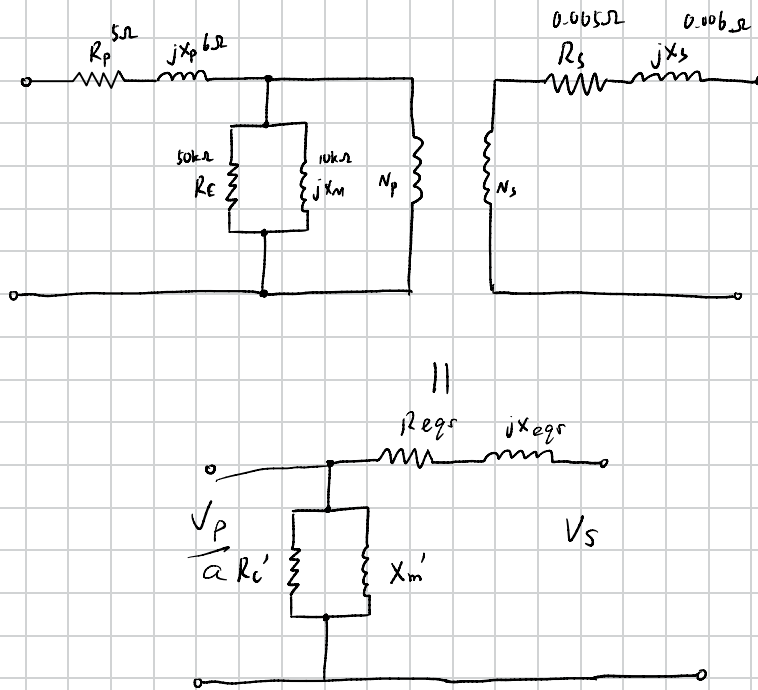 5Ω 0.005Ω 0.006Ω
Rp jXp 6Ω Rs jXs
50kΩ 10kΩ
RE jXM Np Ns
||
Reqs jXeqs
Vp/a Rc' Xm' Vs